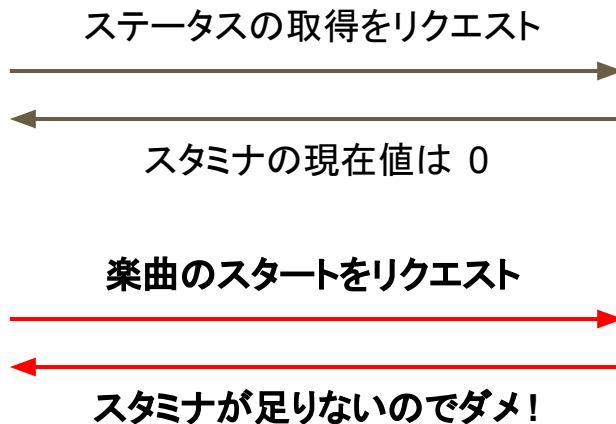 ステータスの取得をリクエスト
スタミナの現在値は 0
楽曲のスタートをリクエスト
スタミナが足りないのでダメ!